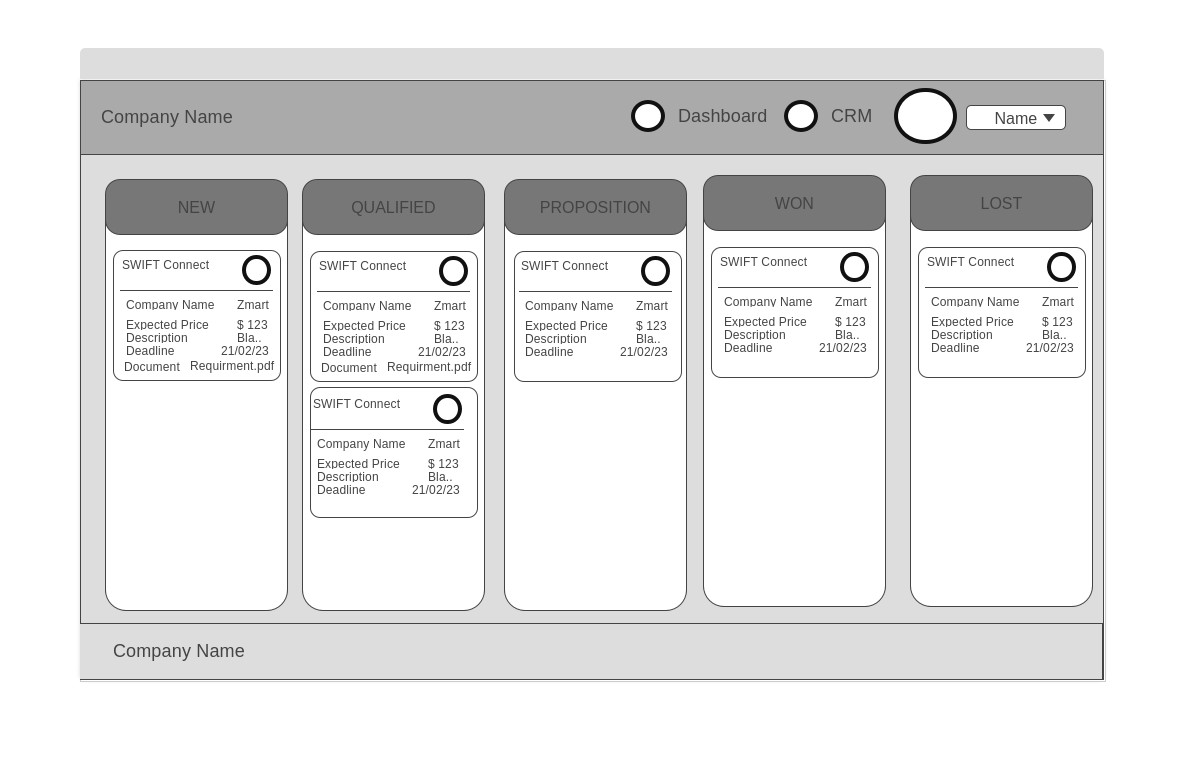 Company Name
Dashboard
CRM
Name
NEW
SWIFT Connect
Company Name Zmart
Expected Price $ 123
Description Bla..
Deadline 21/02/23
Document Requirment.pdf
QUALIFIED
SWIFT Connect
Company Name Zmart
Expected Price $ 123
Description Bla..
Deadline 21/02/23
Document Requirment.pdf
SWIFT Connect
Company Name Zmart
Expected Price $ 123
Description Bla..
Deadline 21/02/23
PROPOSITION
SWIFT Connect
Company Name Zmart
Expected Price $ 123
Description Bla..
Deadline 21/02/23
WON
SWIFT Connect
Company Name Zmart
Expected Price $ 123
Description Bla..
Deadline 21/02/23
LOST
SWIFT Connect
Company Name Zmart
Expected Price $ 123
Description Bla..
Deadline 21/02/23
Company Name